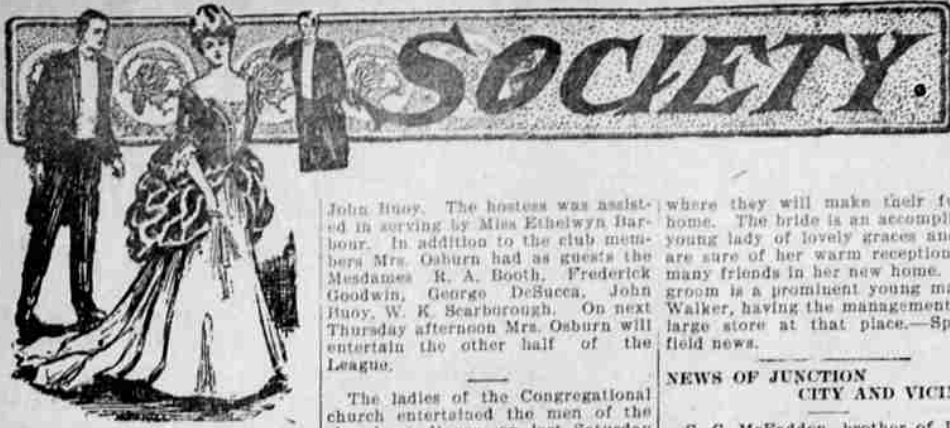 SOCIETY.
John Buoy. The hostess was assist-
ed in serving by Miss Ethelwyn Bar-
bour. In addition to the club mem-
bers Mrs. Osburn had as guests the
Mesdames R. A. Booth, Frederick
Goodwin, George DeSucca, John
Buoy, W. K. Scarborough. On next
Thursday afternoon Mrs. Osburn will
entertain the other half of the
League.
The ladies of the Congregational
church entertained the men of the
last Saturday
where they will make their
home. The bride is an
young lady of lovely graces
are sure of her warm reception
many friends in her new home.
groom is a prominent young
Walker, having the management
large store at that place.—
field news.
NEWS OF JUNCTION
CITY AND
McFadden, brother of